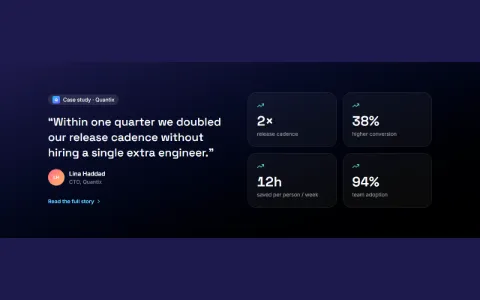 Case study · Quantix
“Within one quarter we doubled
our release cadence without
hiring a single extra engineer.”
Lina Haddad
CTO, Quantix
Read the full story
2×
release cadence
38%
higher conversion
12h
saved per person / week
94%
team adoption